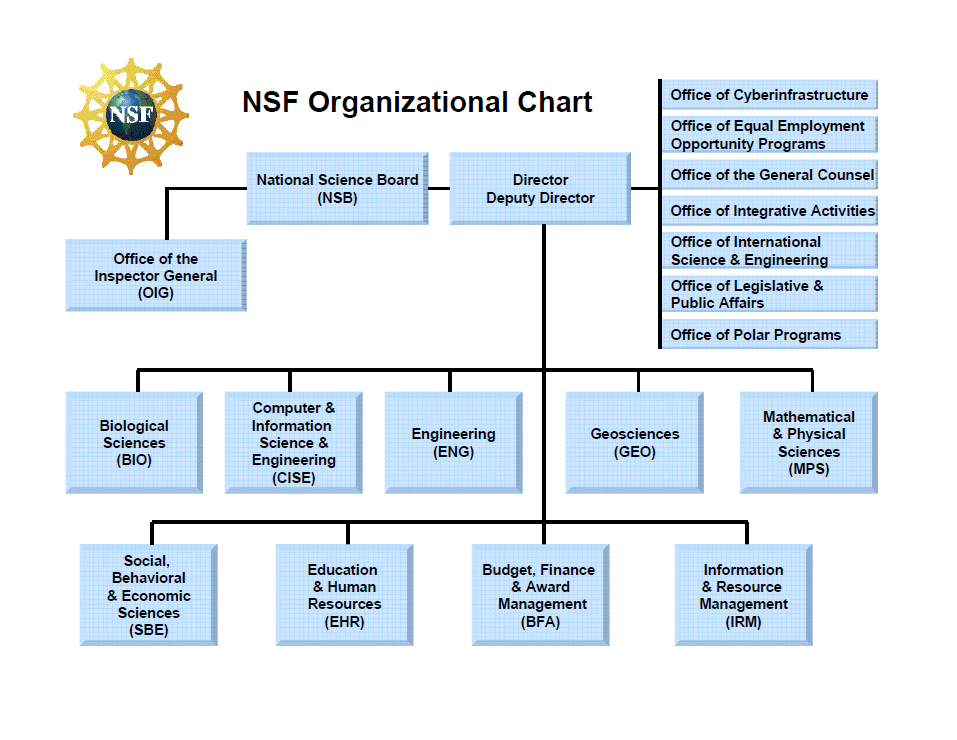 NSF
NSF Organizational Chart
Office of Cyberinfrastructure
Office of Equal Employment
Opportunity Programs
Office of the General Counsel
Office of Integrative Activities
Office of International
Science & Engineering
Office of Legislative &
Public Affairs
Office of Polar Programs
National Science Board
(NSB)
Director
Deputy Director
Office of the
Inspector General
(OIG)
Biological
Sciences
(BIO)
Computer &
Information
Science &
Engineering
(CISE)
Engineering
(ENG)
Geosciences
(GEO)
Mathematical
& Physical
Sciences
(MPS)
Social,
Behavioral
& Economic
Sciences
(SBE)
Education
& Human
Resources
(EHR)
Budget, Finance
& Award
Management
(BFA)
Information
& Resource
Management
(IRM)